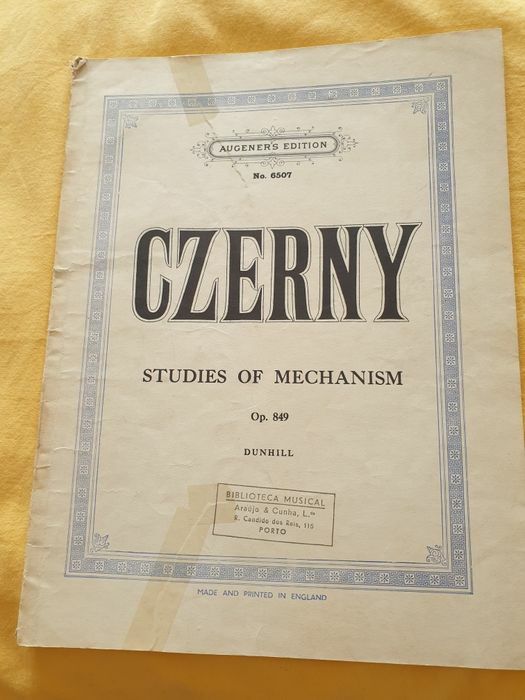 AUGENER'S EDITION
No. 6507
CZERNY
STUDIES OF MECHANISM
Op. 849
DUNHILL
BIBLIOTECA MUSICAL
Araújo & Cunha, L.da
R. Candido dos Reis, 115
PORTO
MADE AND PRINTED IN ENGLAND